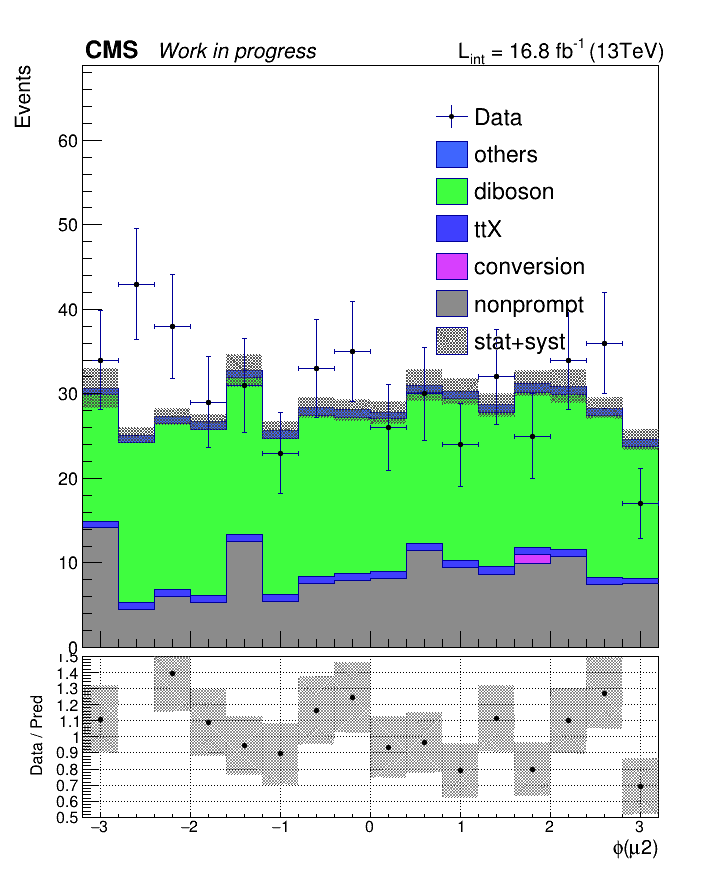 CMS Work in progress L_int = 16.8 fb^-1 (13TeV)
Events
Data
others
diboson
ttX
conversion
nonprompt
stat+syst
60
50
40
30
20
10
0
Data / Pred
1.5
1.4
1.3
1.2
1.1
1
0.9
0.8
0.7
0.6
0.5
−3 −2 −1 0 1 2 3
ϕ(μ2)